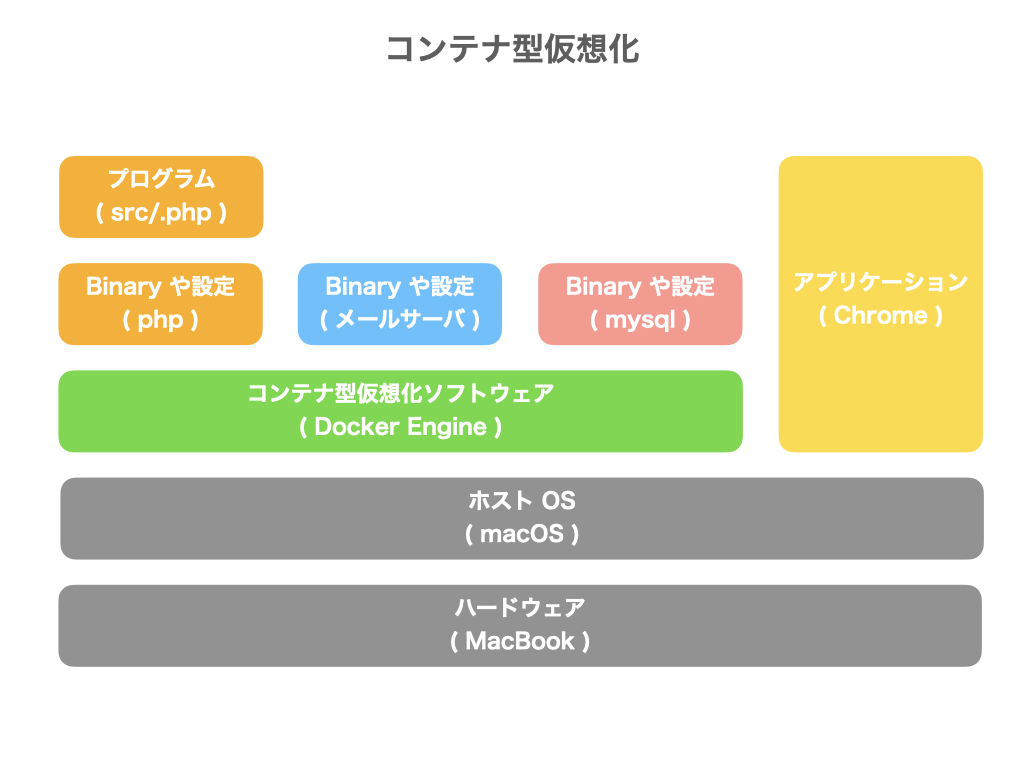 コンテナ型仮想化
プログラム
( src/.php )
Binary や設定
( php )
Binary や設定
( メールサーバ )
Binary や設定
( mysql )
アプリケーション
( Chrome )
コンテナ型仮想化ソフトウェア
( Docker Engine )
ホスト OS
( macOS )
ハードウェア
( MacBook )